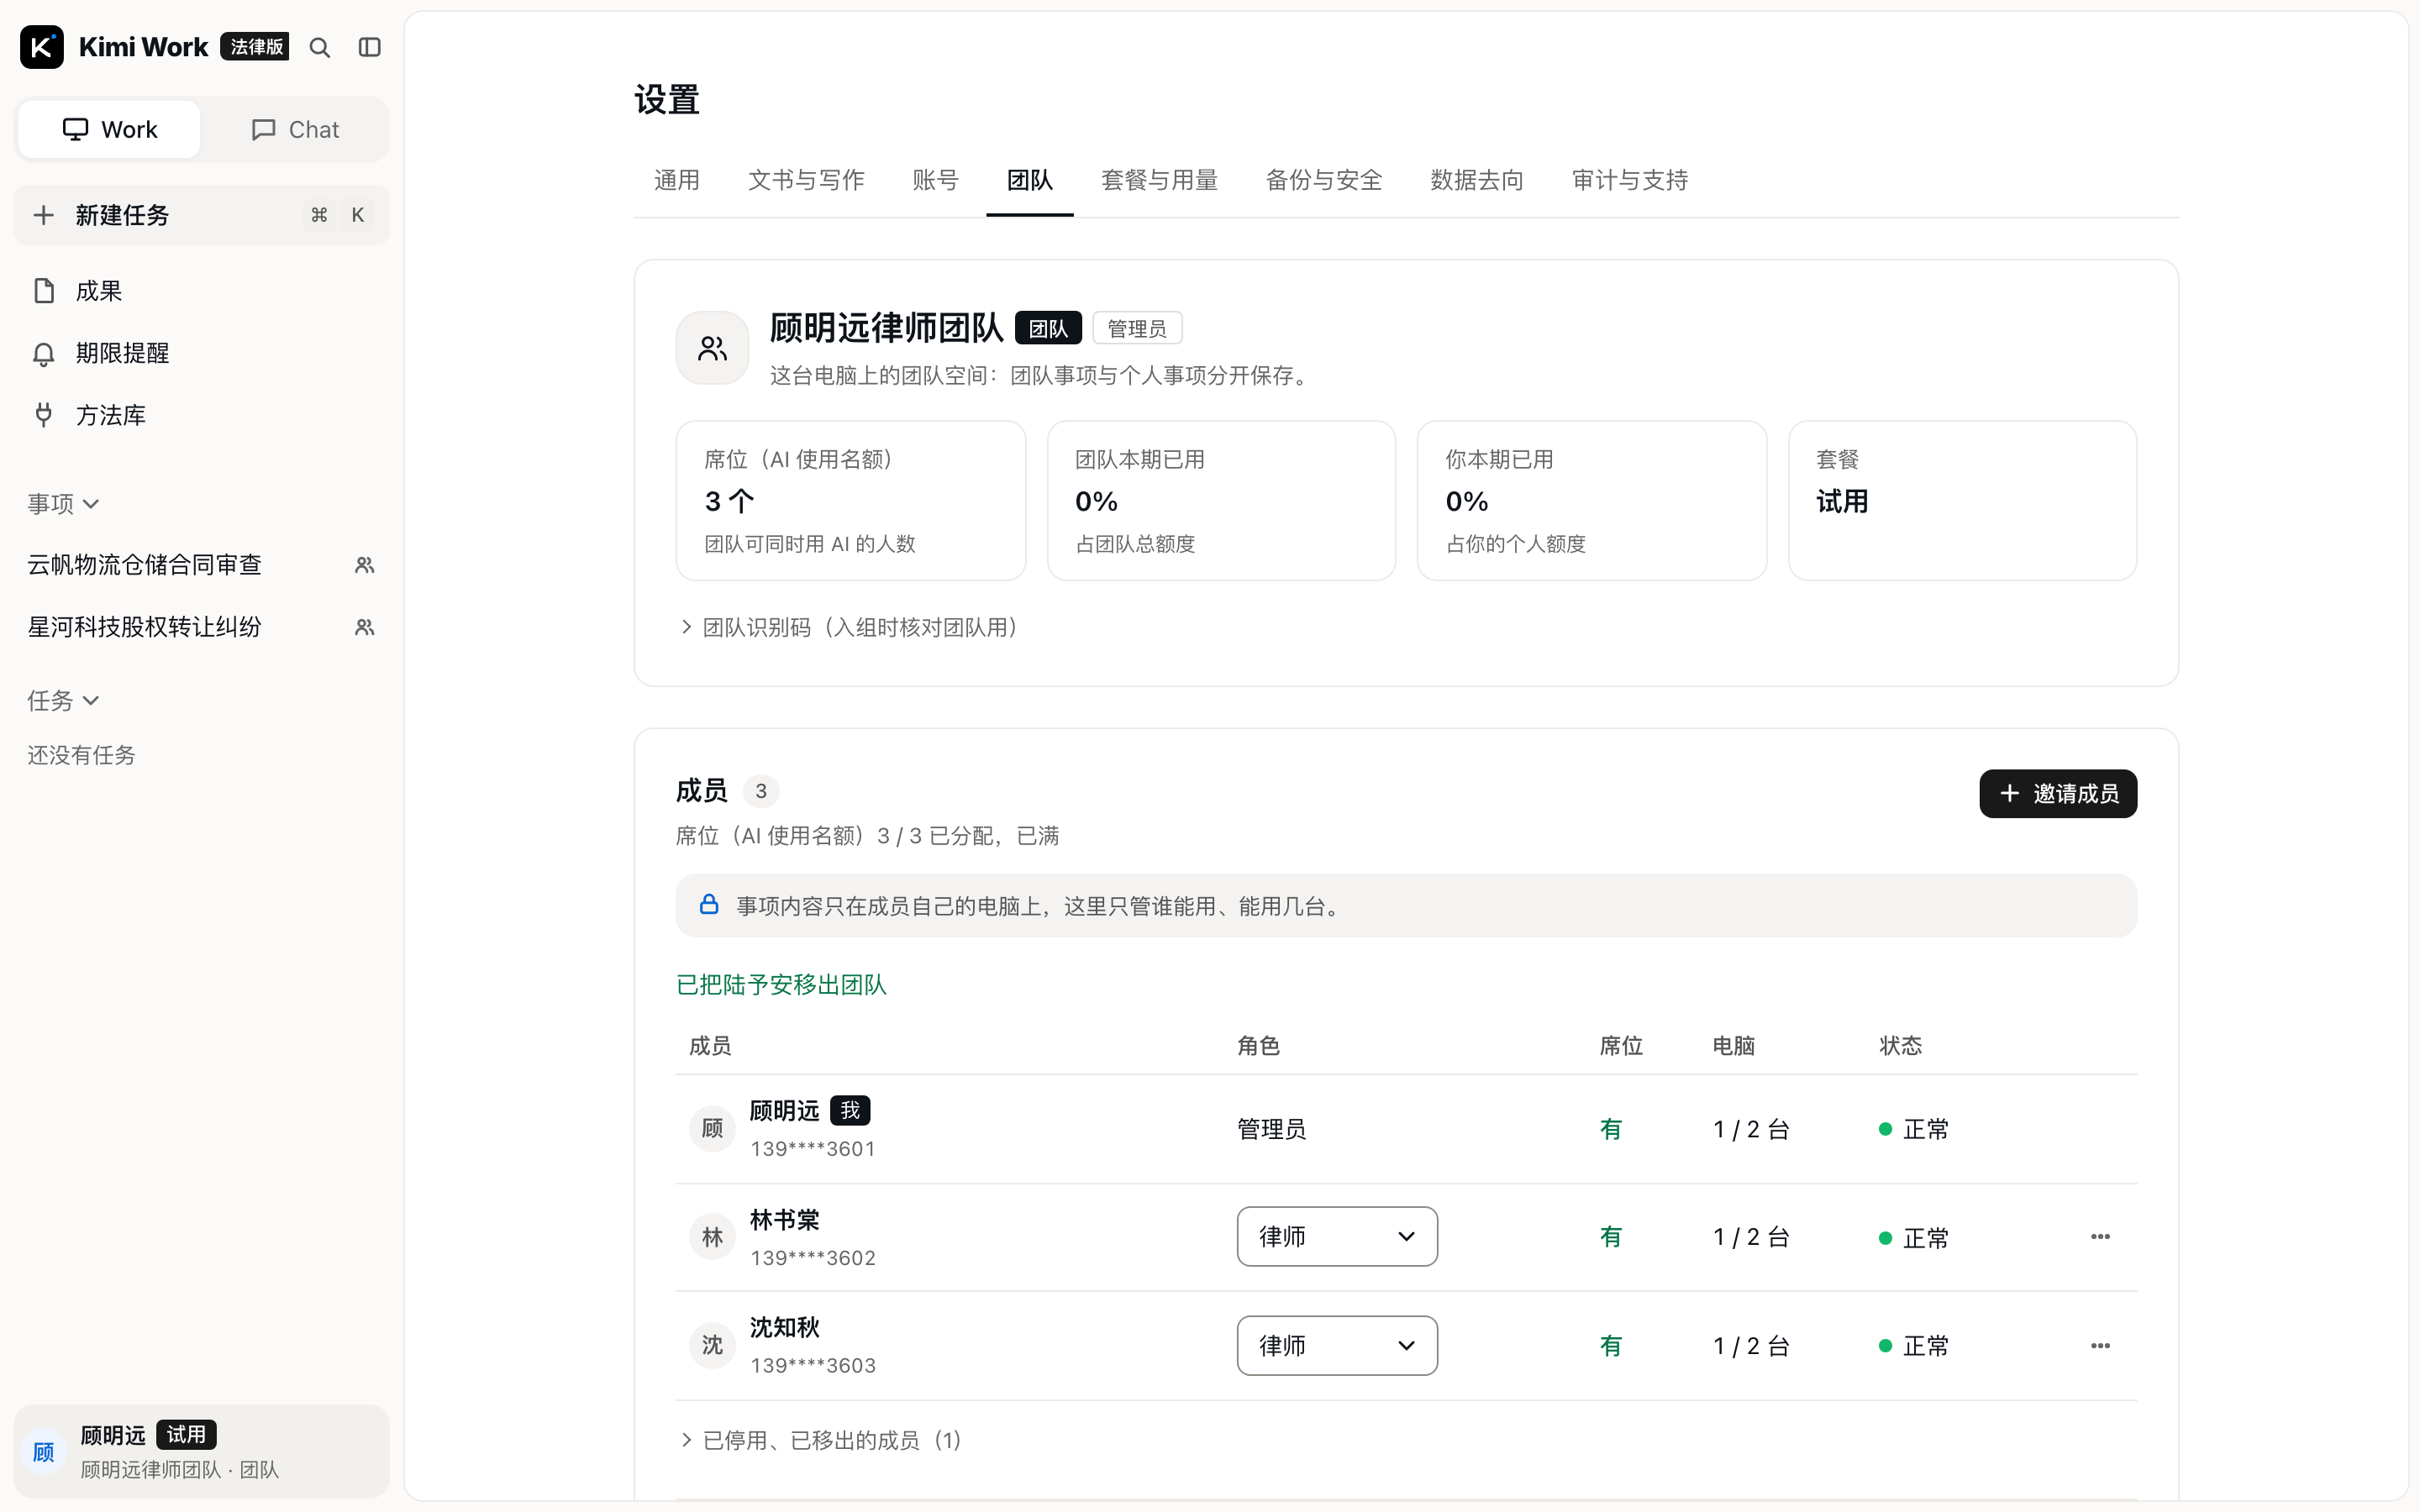 Kimi Work 法律版
Work
Chat
新建任务 ⌘ K
成果
期限提醒
方法库
事项
云帆物流仓储合同审查
星河科技股权转让纠纷
任务
还没有任务
顾 顾明远 试用
顾明远律师团队 · 团队
设置
通用 文书与写作 账号 团队 套餐与用量 备份与安全 数据去向 审计与支持
顾明远律师团队 团队 管理员
这台电脑上的团队空间：团队事项与个人事项分开保存。
席位（AI 使用名额）
3 个
团队可同时用 AI 的人数
团队本期已用
0%
占团队总额度
你本期已用
0%
占你的个人额度
套餐
试用
团队识别码（入组时核对团队用）
成员 3
邀请成员
席位（AI 使用名额）3 / 3 已分配，已满
事项内容只在成员自己的电脑上，这里只管谁能用、能用几台。
已把陆予安移出团队
成员 角色 席位 电脑 状态
顾 顾明远 我
139****3601
管理员 有 1 / 2 台 正常
林 林书棠
139****3602
律师 有 1 / 2 台 正常
沈 沈知秋
139****3603
律师 有 1 / 2 台 正常
已停用、已移出的成员（1）